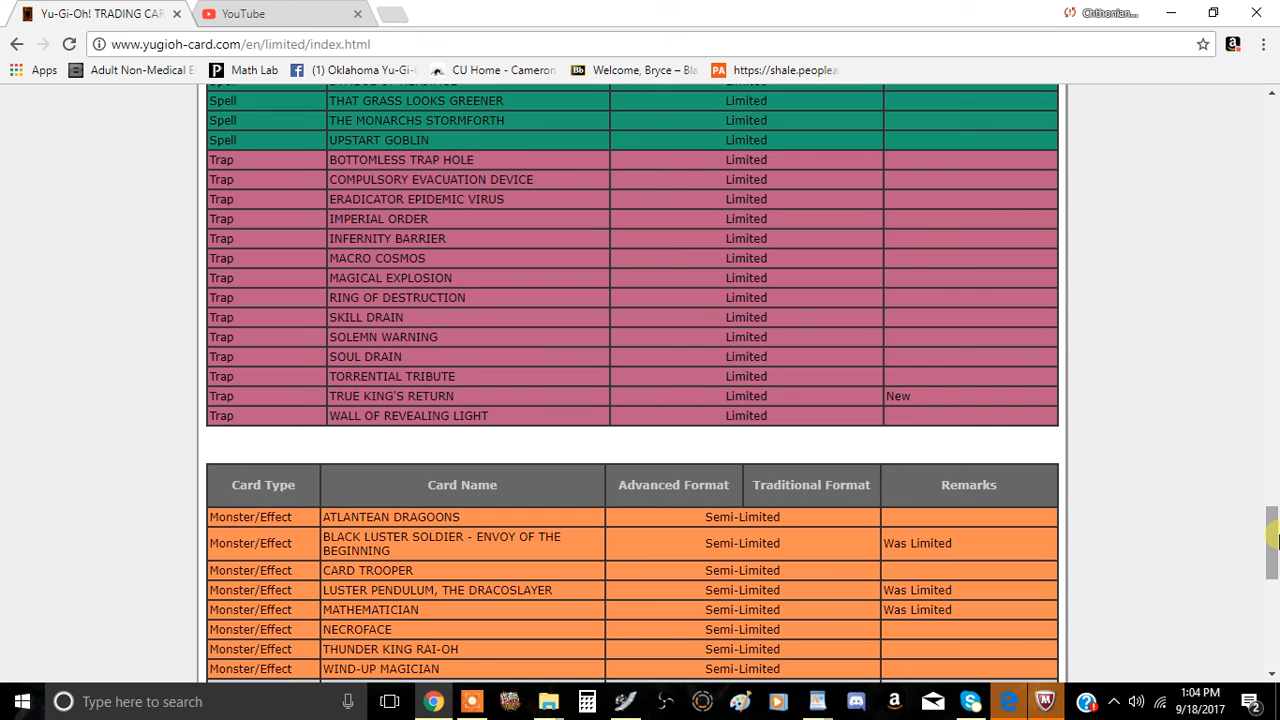 Yu-Gi-Oh! TRADING CAR
YouTube
Chthonian...
www.yugioh-card.com/en/limited/index.html
Apps
Adult Non-Medical E
Math Lab
(1) Oklahoma Yu-Gi-
CU Home - Cameron
Welcome, Bryce – Bla
https://shale.peoplea
Spell Limited
Spell THAT GRASS LOOKS GREENER Limited
Spell THE MONARCHS STORMFORTH Limited
Spell UPSTART GOBLIN Limited
Trap BOTTOMLESS TRAP HOLE Limited
Trap COMPULSORY EVACUATION DEVICE Limited
Trap ERADICATOR EPIDEMIC VIRUS Limited
Trap IMPERIAL ORDER Limited
Trap INFERNITY BARRIER Limited
Trap MACRO COSMOS Limited
Trap MAGICAL EXPLOSION Limited
Trap RING OF DESTRUCTION Limited
Trap SKILL DRAIN Limited
Trap SOLEMN WARNING Limited
Trap SOUL DRAIN Limited
Trap TORRENTIAL TRIBUTE Limited
Trap TRUE KING'S RETURN Limited New
Trap WALL OF REVEALING LIGHT Limited
Card Type Card Name Advanced Format Traditional Format Remarks
Monster/Effect ATLANTEAN DRAGOONS Semi-Limited
Monster/Effect BLACK LUSTER SOLDIER - ENVOY OF THE
BEGINNING Semi-Limited Was Limited
Monster/Effect CARD TROOPER Semi-Limited
Monster/Effect LUSTER PENDULUM, THE DRACOSLAYER Semi-Limited Was Limited
Monster/Effect MATHEMATICIAN Semi-Limited Was Limited
Monster/Effect NECROFACE Semi-Limited
Monster/Effect THUNDER KING RAI-OH Semi-Limited
Monster/Effect WIND-UP MAGICIAN Semi-Limited
Type here to search
1:04 PM
9/18/2017
2